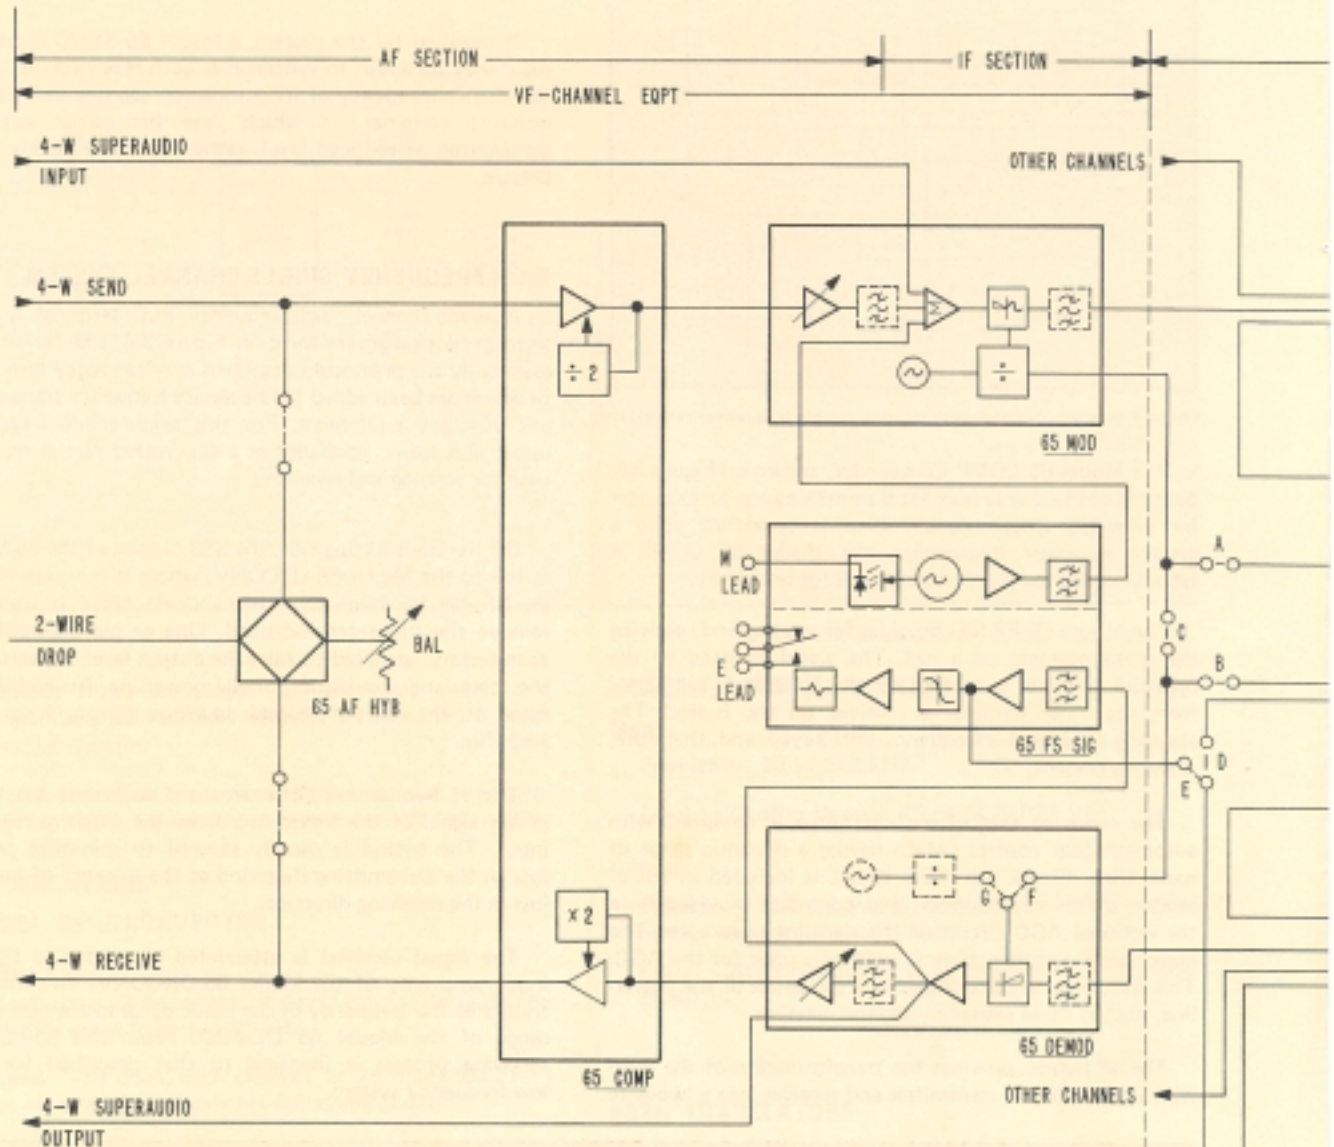 AF SECTION
IF SECTION
VF-CHANNEL EQPT
4-W SUPERAUDIO
INPUT
OTHER CHANNELS
4-W SEND
÷ 2
÷
65 MOD
M
LEAD
A
C
B
2-WIRE
DROP
BAL
65 AF HYB
E
LEAD
65 FS SIG
D
E
G
F
÷
x 2
4-W RECEIVE
65 DEMOD
65 COMP
OTHER CHANNELS
4-W SUPERAUDIO
OUTPUT